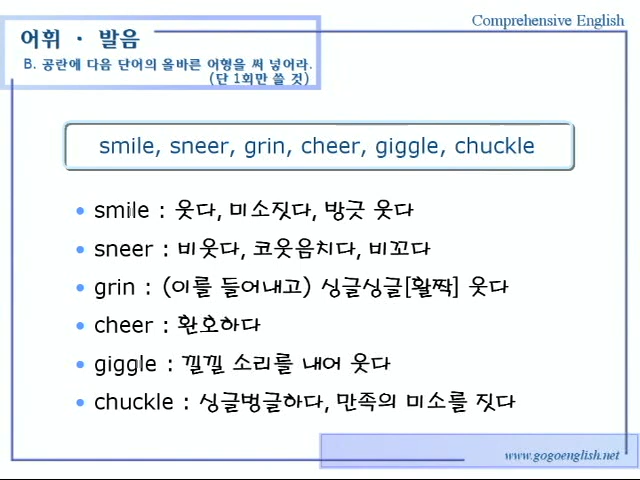 Comprehensive English
어휘 · 발음
B. 공란에 다음 단어의 올바른 어형을 써 넣어라.
(단 1회만 쓸 것)
smile, sneer, grin, cheer, giggle, chuckle
• smile : 웃다, 미소짓다, 방긋 웃다
• sneer : 비웃다, 코웃음치다, 비꼬다
• grin : (이를 들어내고) 싱글싱글[활짝] 웃다
• cheer : 환호하다
• giggle : 낄낄 소리를 내어 웃다
• chuckle : 싱글벙글하다, 만족의 미소를 짓다
www.gogoenglish.net